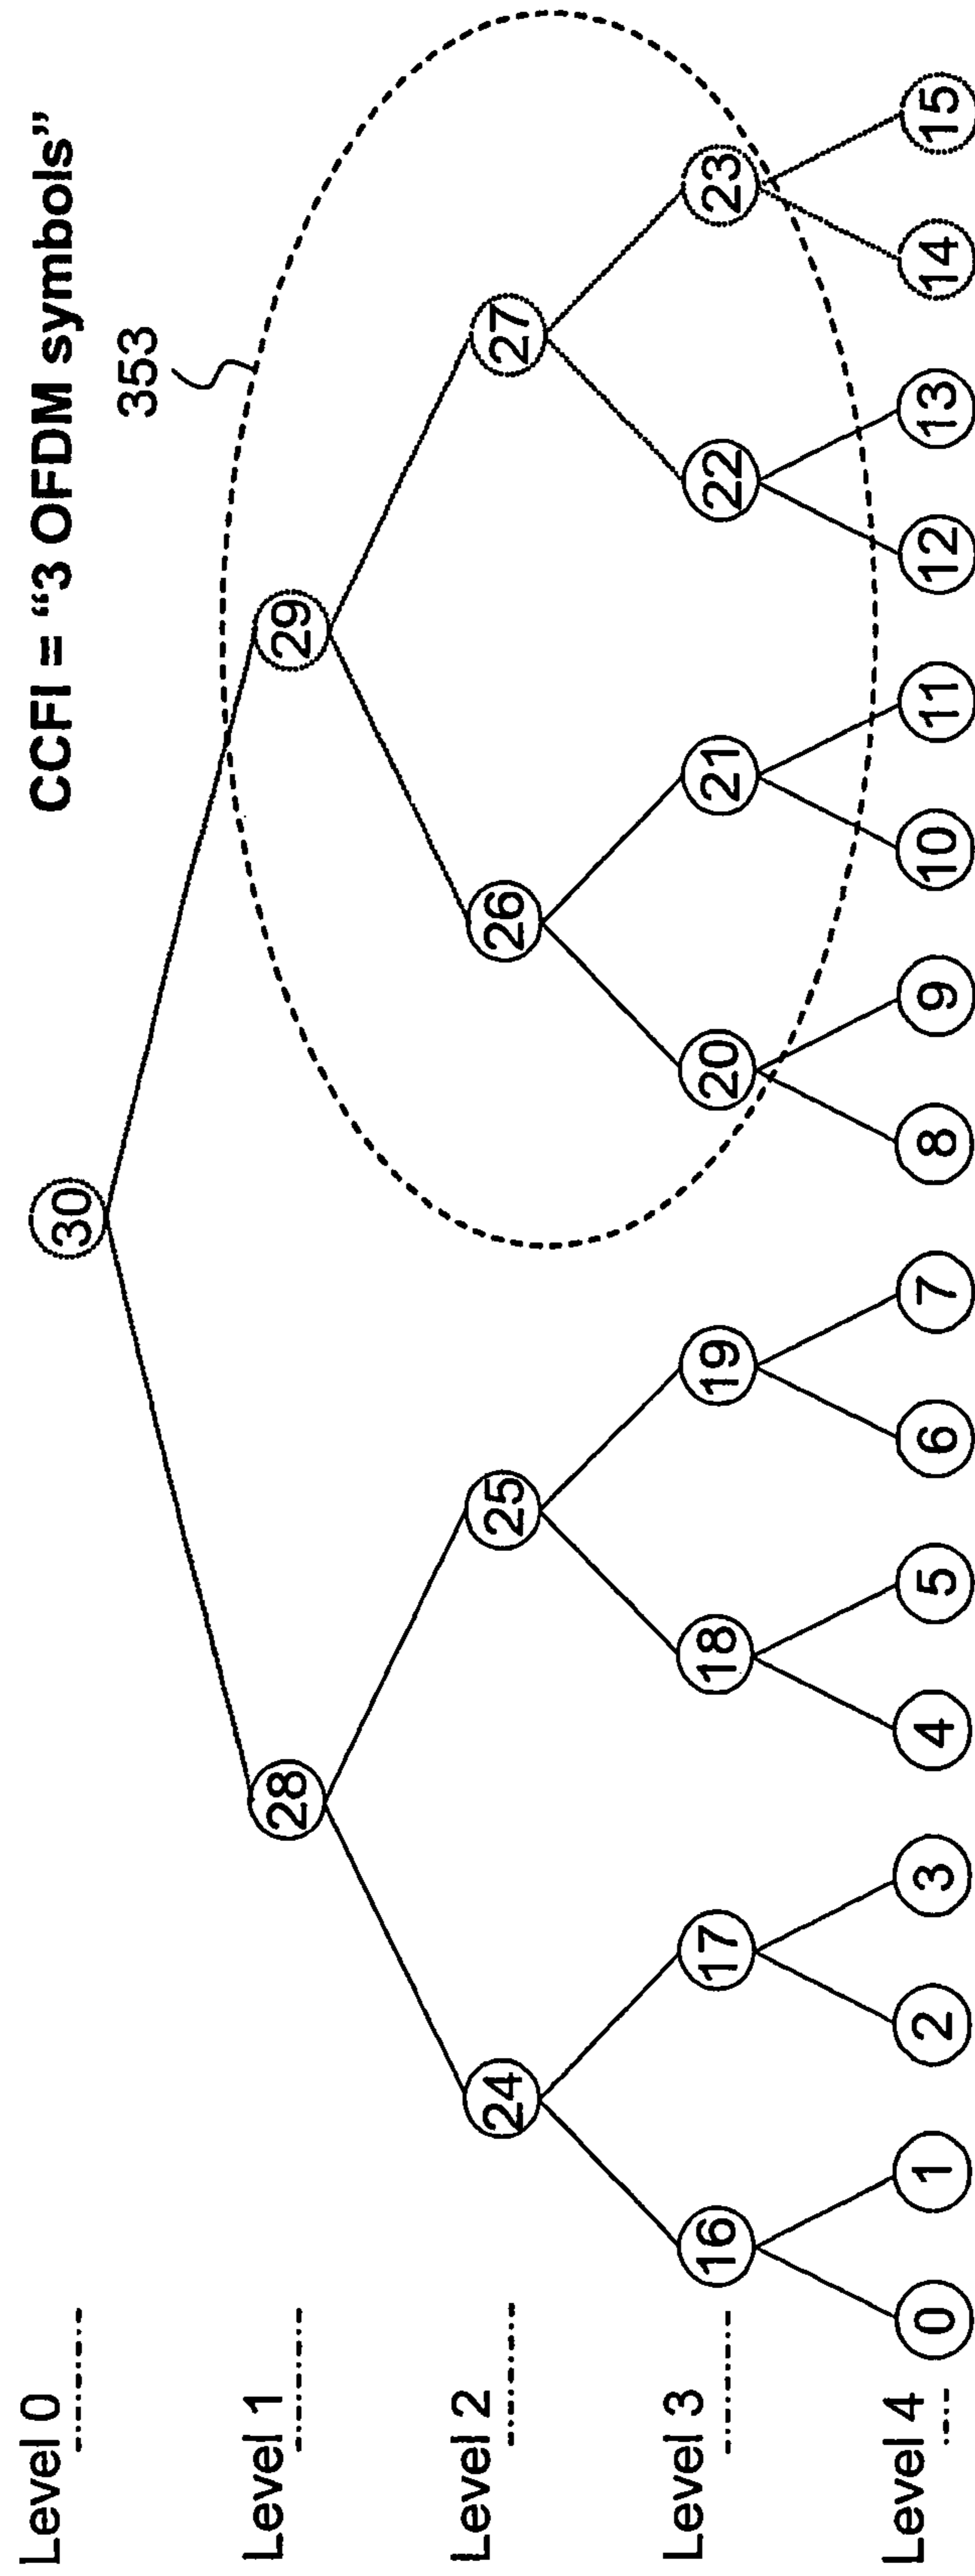 CCFI = “3 OFDM symbols”
353
Level 0
30
Level 1
28 29
Level 2
24 25 26 27
Level 3
16 17 18 19 20 21 22 23
Level 4
0 1 2 3 4 5 6 7 8 9 10 11 12 13 14 15